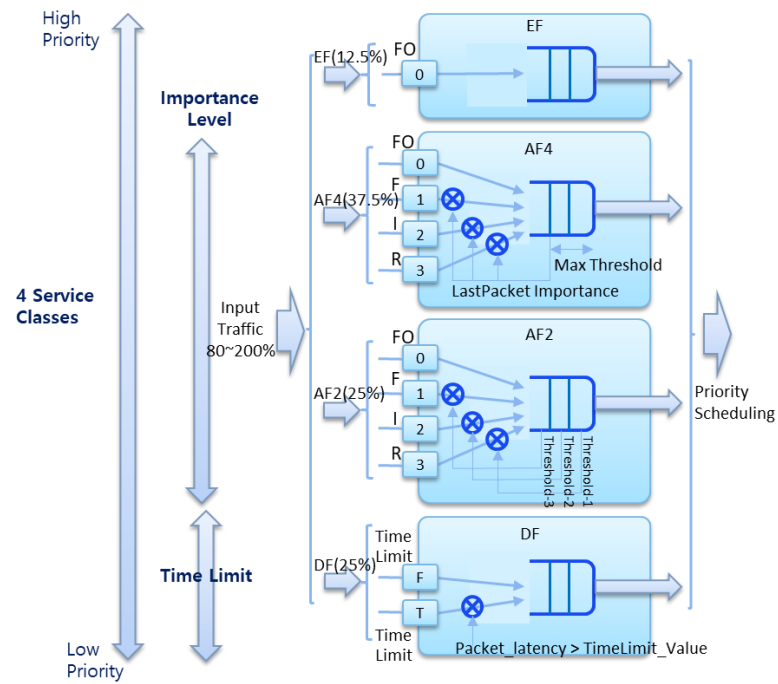 High
Priority
Importance
Level
4 Service
Classes
Time Limit
Low
Priority
Input
Traffic
80~200%
EF(12.5%)
FO
0
EF
AF4(37.5%)
FO
0
F
1
I
2
R
3
AF4
Max Threshold
LastPacket Importance
AF2(25%)
FO
0
F
1
I
2
R
3
AF2
Threshold-3
Threshold-2
Threshold-1
DF(25%)
Time
Limit
F
T
Time
Limit
DF
Packet_latency > TimeLimit_Value
Priority
Scheduling